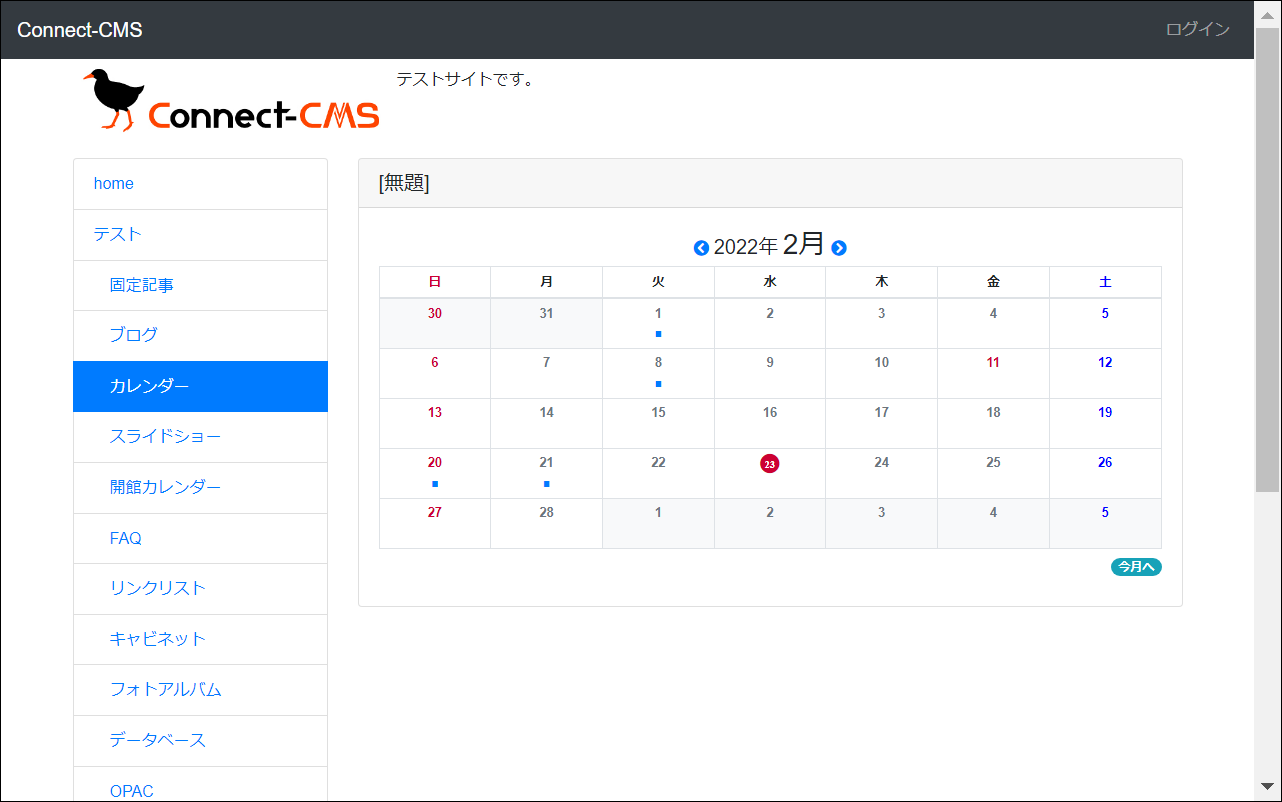 Connect-CMS ログイン
Connect-CMS テストサイトです。
home
テスト
固定記事
ブログ
カレンダー
スライドショー
開館カレンダー
FAQ
リンクリスト
キャビネット
フォトアルバム
データベース
OPAC
[無題]
2022年 2月
日 月 火 水 木 金 土
30 31 1 2 3 4 5
6 7 8 9 10 11 12
13 14 15 16 17 18 19
20 21 22 23 24 25 26
27 28 1 2 3 4 5
今月へ